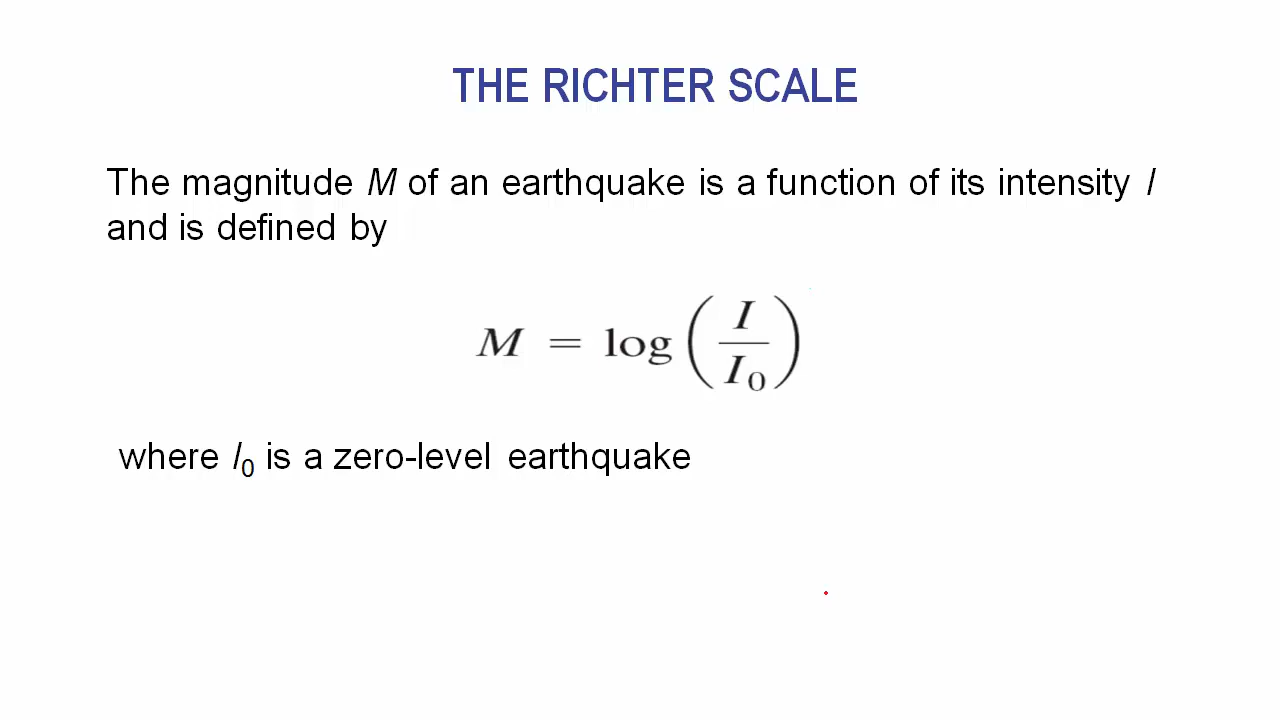 THE RICHTER SCALE
The magnitude M of an earthquake is a function of its intensity I
and is defined by
M = log(I/I₀)
where I₀ is a zero-level earthquake